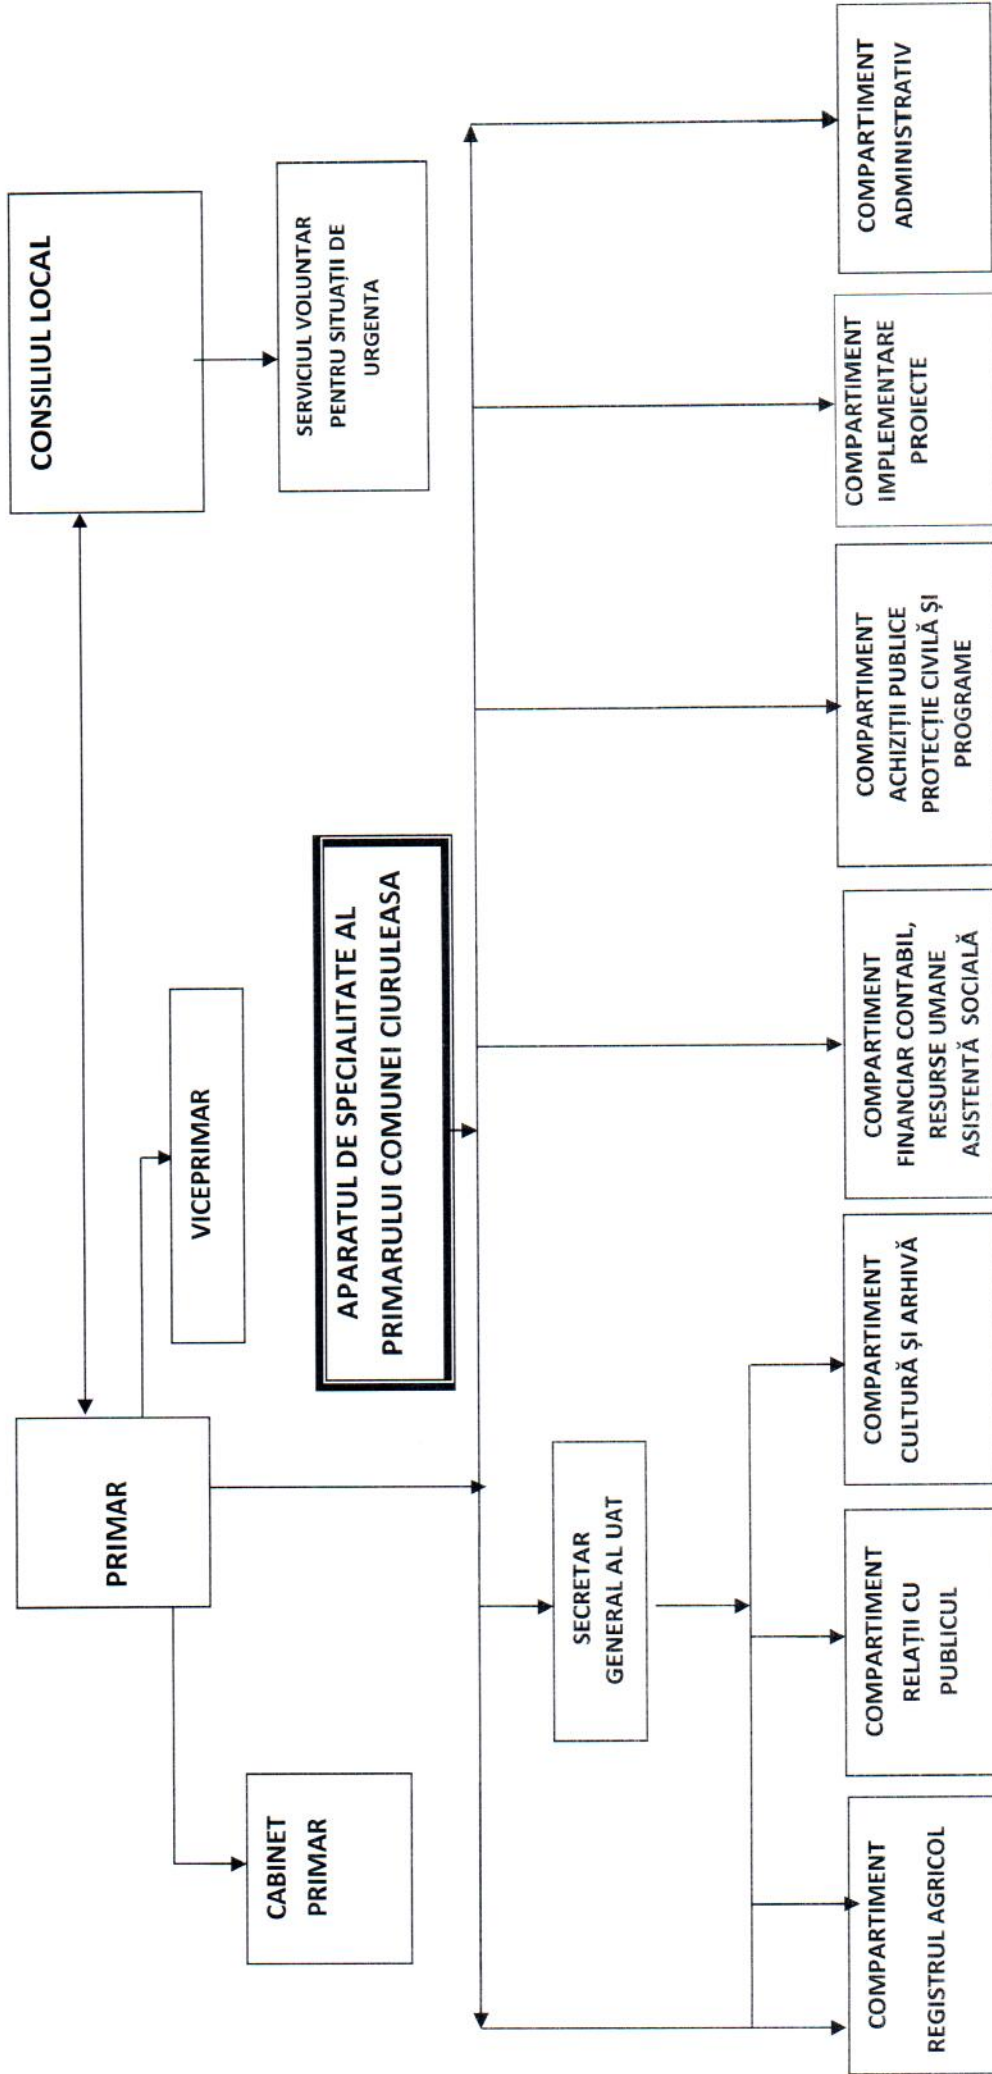 CONSILIUL LOCAL
PRIMAR
VICEPRIMAR
CABINET
PRIMAR
SERVICIUL VOLUNTAR
PENTRU SITUAȚII DE
URGENTA
APARATUL DE SPECIALITATE AL
PRIMARULUI COMUNEI CIURULEASA
SECRETAR
GENERAL AL UAT
COMPARTIMENT
REGISTRUL AGRICOL
COMPARTIMENT
RELAȚII CU
PUBLICUL
COMPARTIMENT
CULTURĂ ȘI ARHIVĂ
COMPARTIMENT
FINANCIAR CONTABIL,
RESURSE UMANE
ASISTENTĂ SOCIALĂ
COMPARTIMENT
ACHIZIȚII PUBLICE
PROTECȚIE CIVILĂ ȘI
PROGRAME
COMPARTIMENT
IMPLEMENTARE
PROIECTE
COMPARTIMENT
ADMINISTRATIV